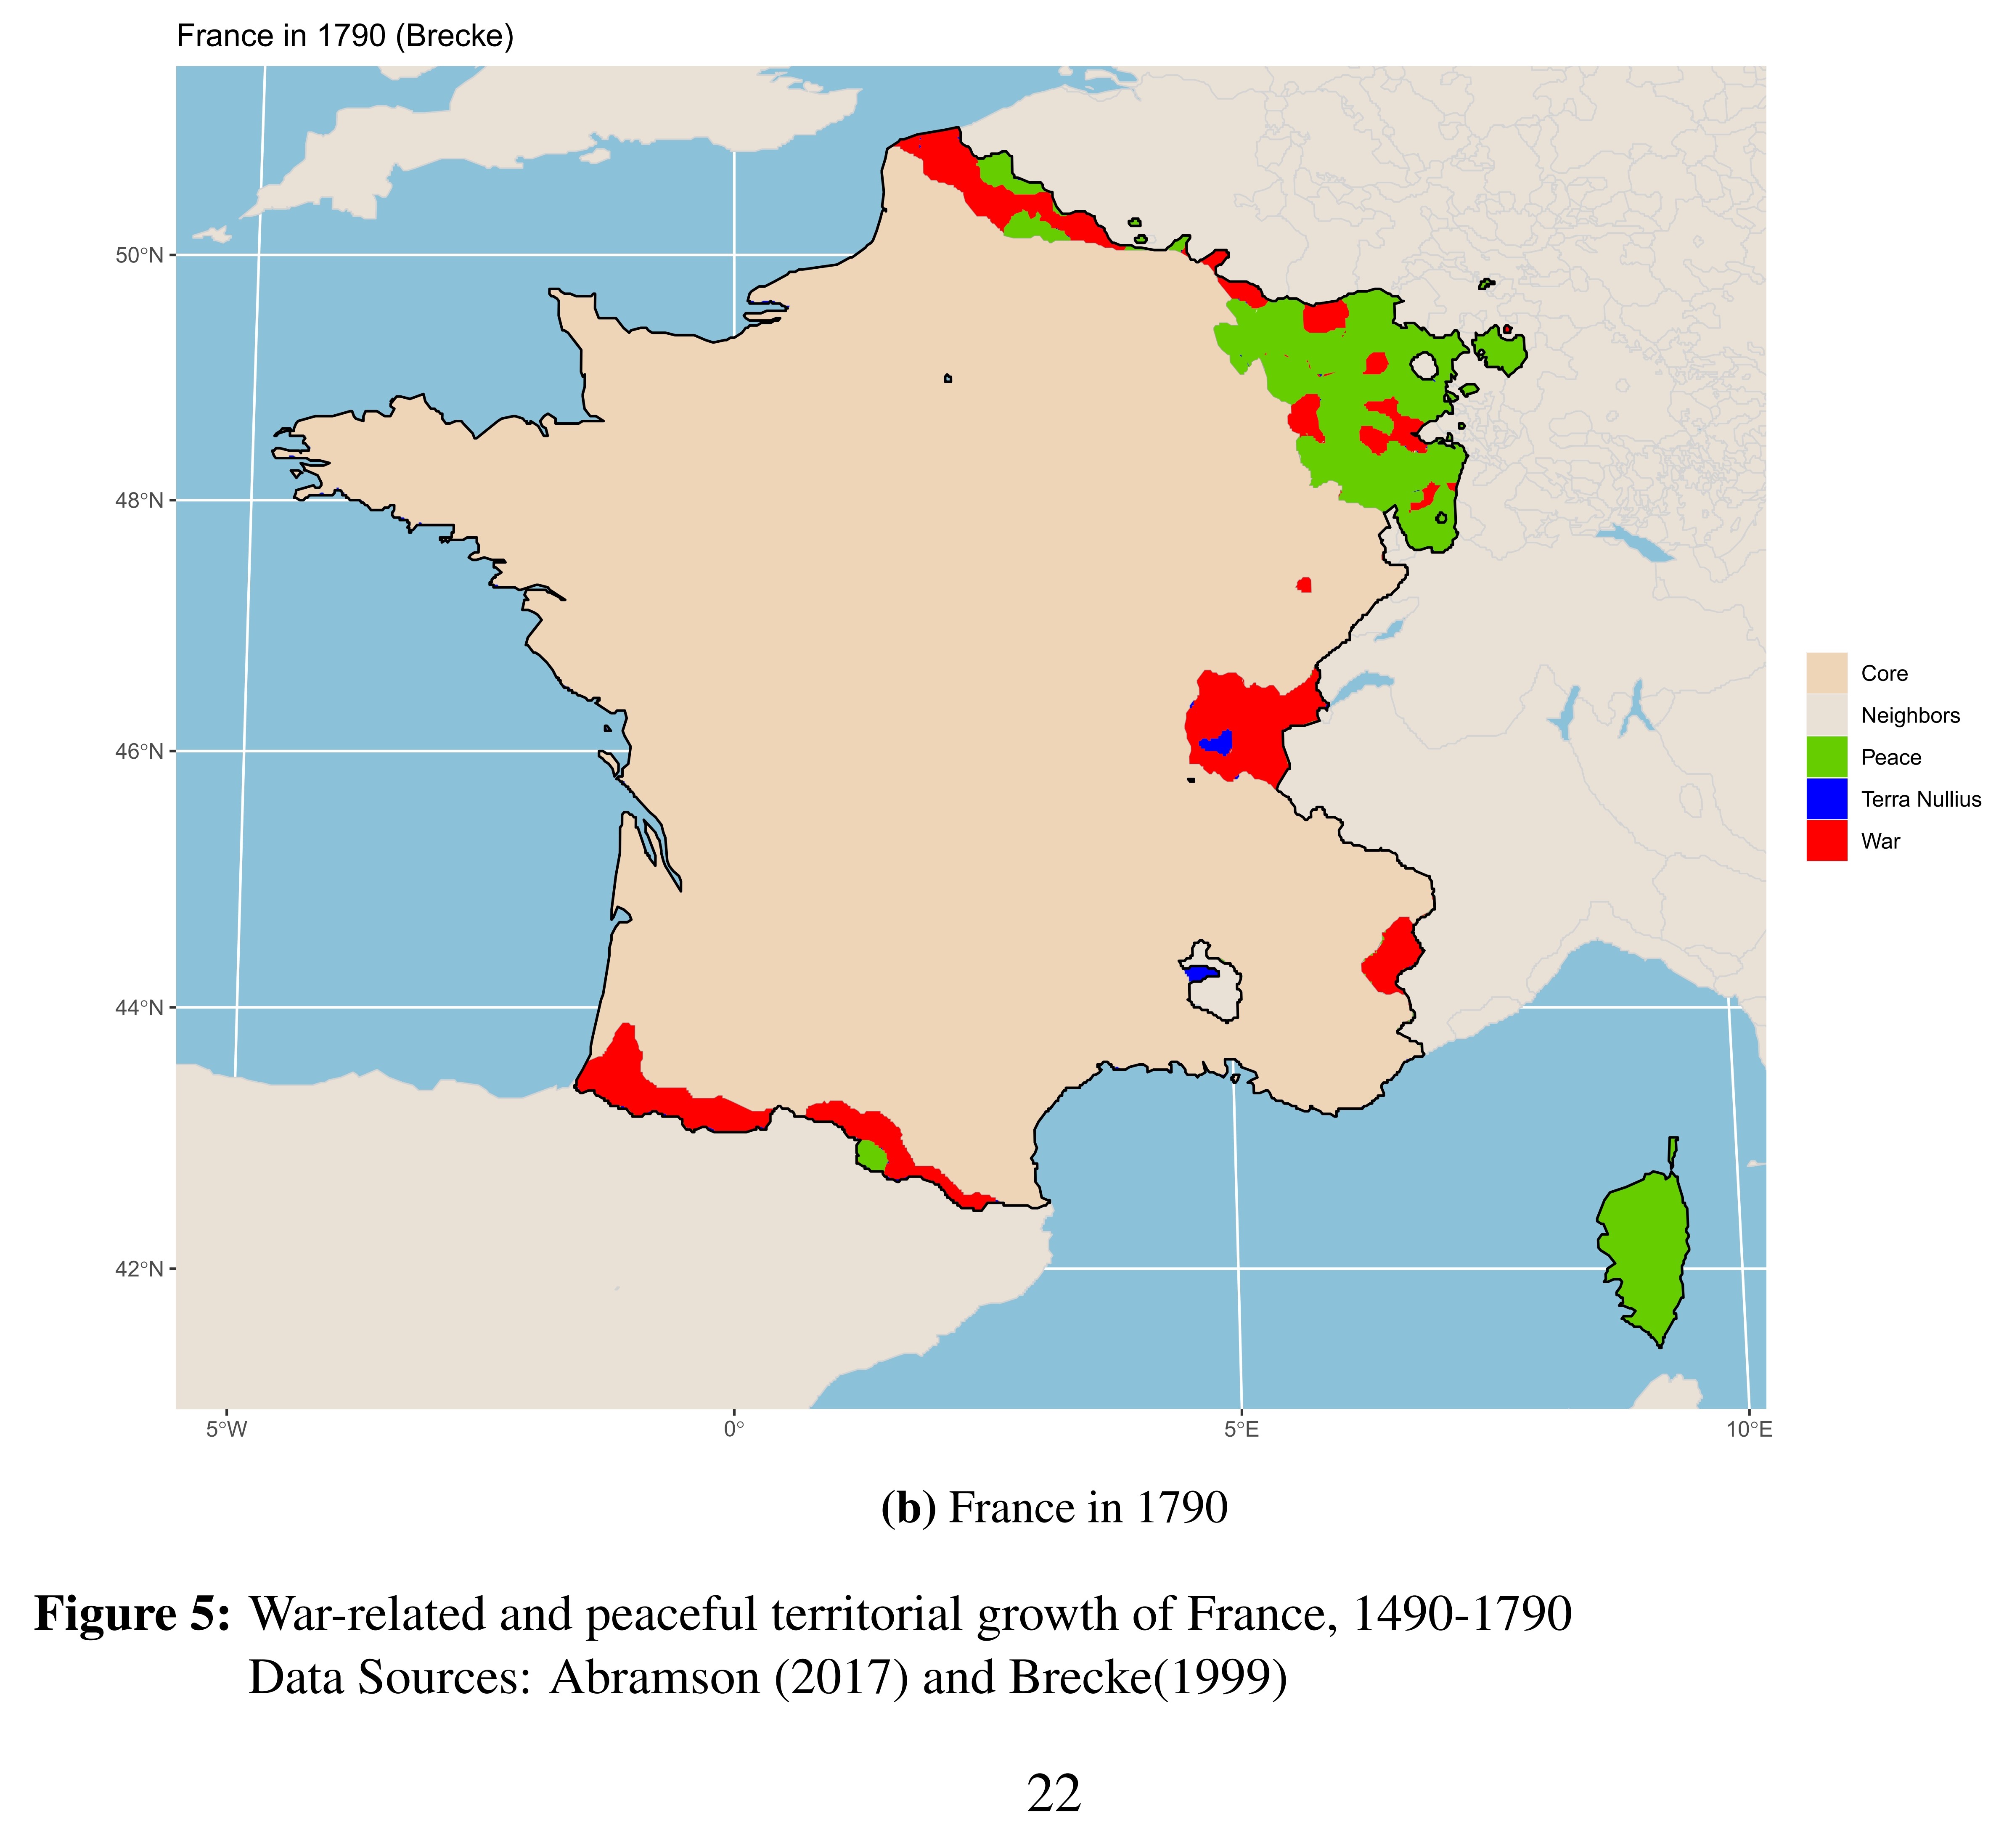 France in 1790 (Brecke)
50°N
48°N
46°N
44°N
42°N
5°W
0°
5°E
10°E
Core
Neighbors
Peace
Terra Nullius
War
(b) France in 1790
Figure 5: War-related and peaceful territorial growth of France, 1490-1790
Data Sources: Abramson (2017) and Brecke(1999)
22